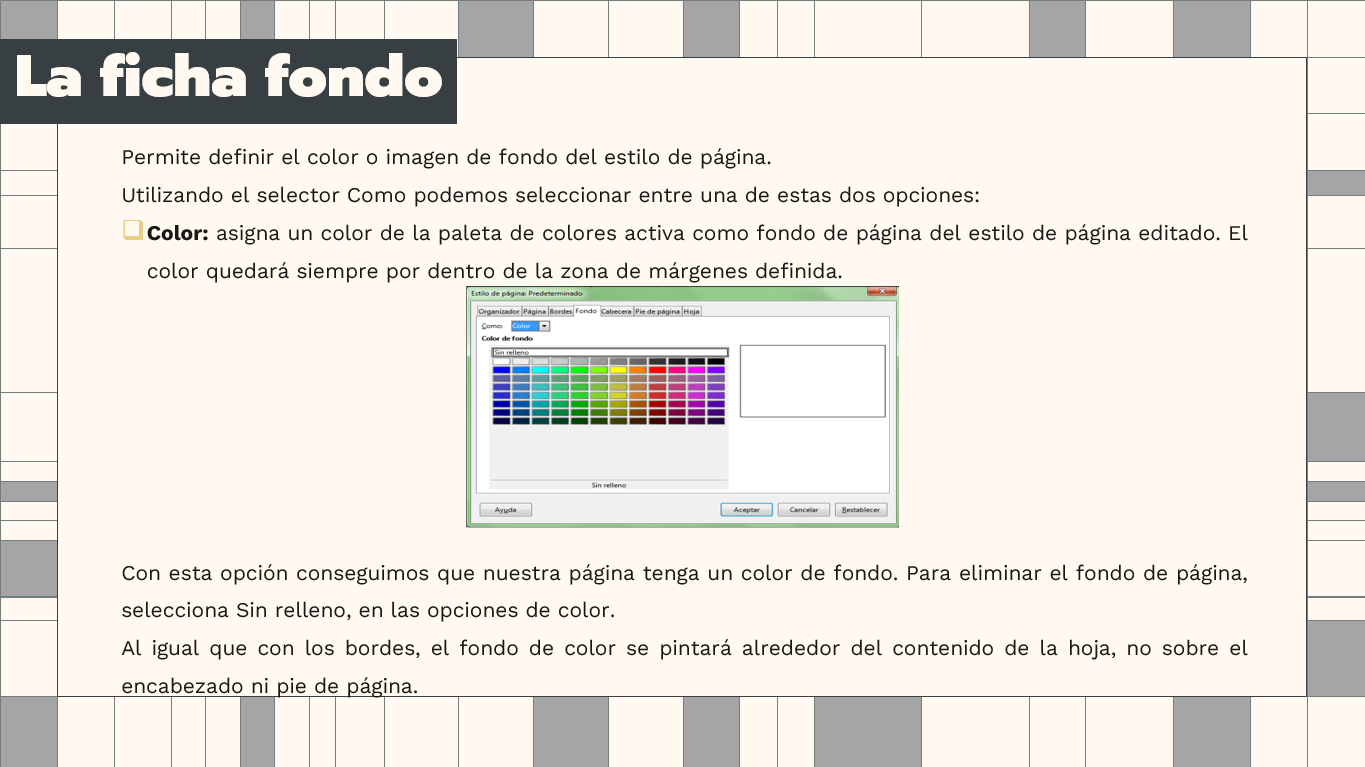 La ficha fondo
Permite definir el color o imagen de fondo del estilo de página.
Utilizando el selector Como podemos seleccionar entre una de estas dos opciones:
Color: asigna un color de la paleta de colores activa como fondo de página del estilo de página editado. El
color quedará siempre por dentro de la zona de márgenes definida.
Estilo de página: Predeterminado
Organizador Página Bordes Fondo Cabecera Pie de página Hoja
Como: Color
Color de fondo
Sin relleno
Sin relleno
Ayuda Aceptar Cancelar Restablecer
Con esta opción conseguimos que nuestra página tenga un color de fondo. Para eliminar el fondo de página,
selecciona Sin relleno, en las opciones de color.
Al igual que con los bordes, el fondo de color se pintará alrededor del contenido de la hoja, no sobre el
encabezado ni pie de página.